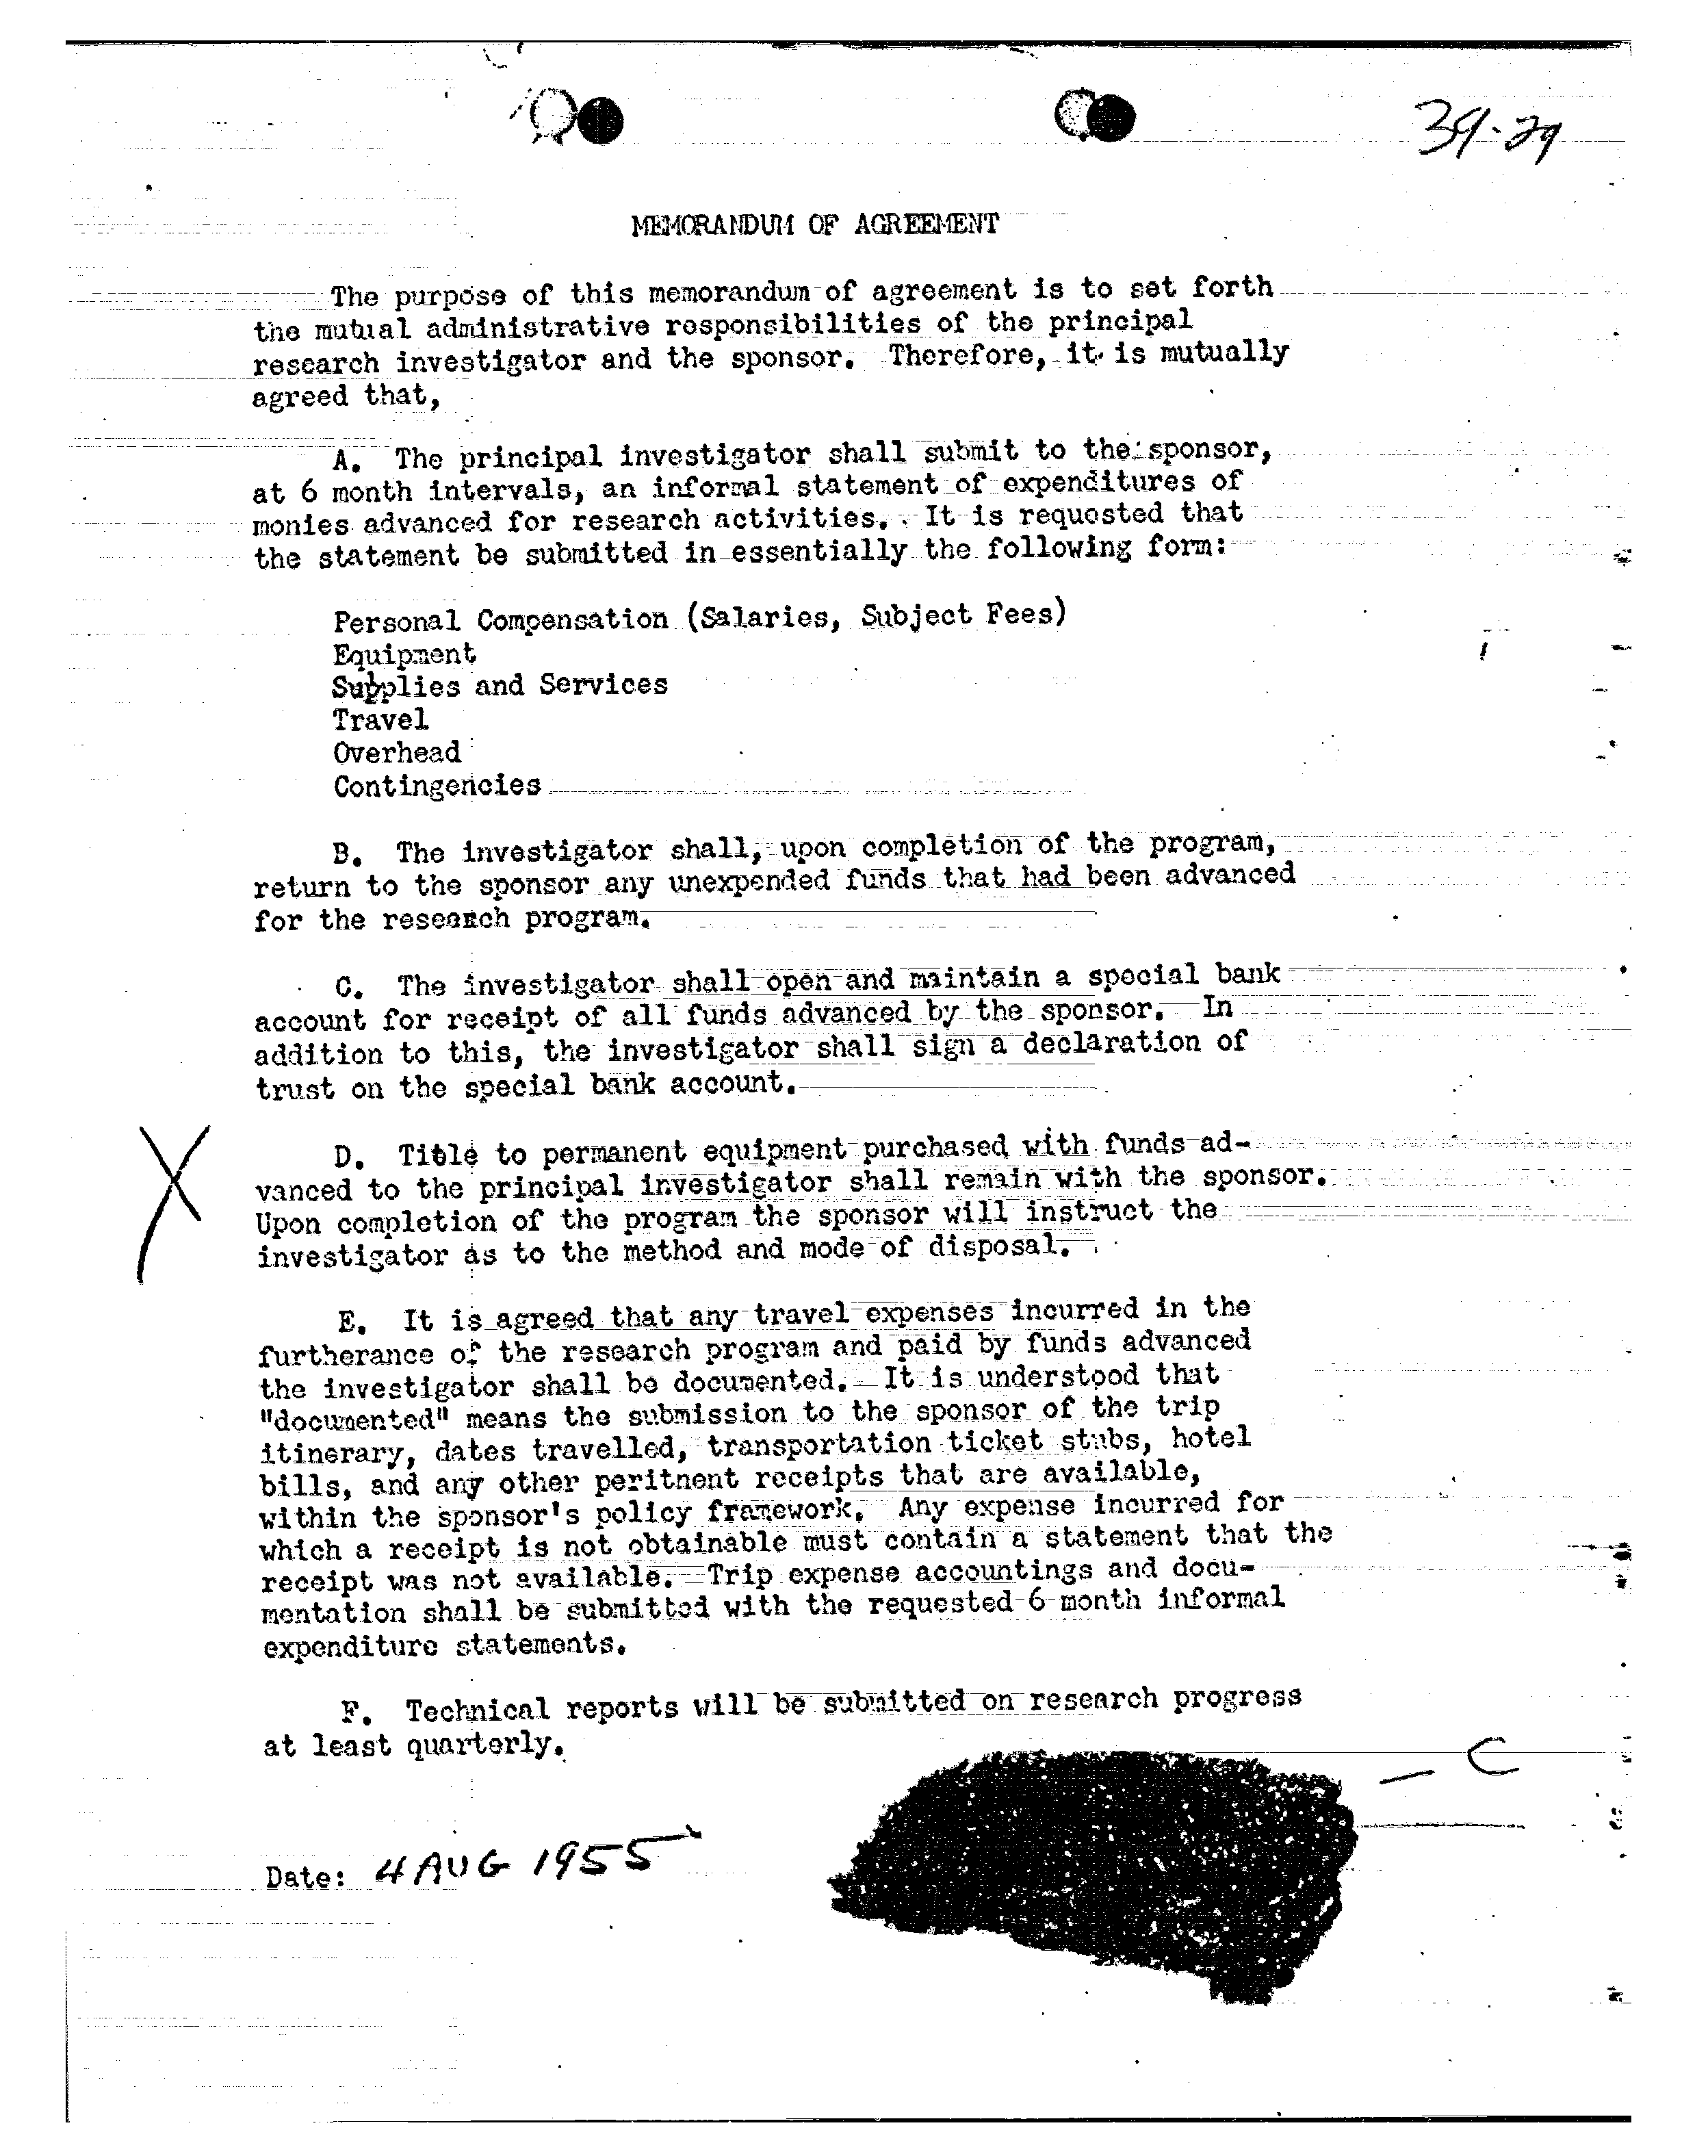 39-29
MEMORANDUM OF AGREEMENT
The purpose of this memorandum of agreement is to set forth
the mutual administrative responsibilities of the principal
research investigator and the sponsor. Therefore, it is mutually
agreed that,
A. The principal investigator shall submit to the sponsor,
at 6 month intervals, an informal statement of expenditures of
monies advanced for research activities. It is requested that
the statement be submitted in essentially the following form:
Personal Compensation (Salaries, Subject Fees)
Equipment
Supplies and Services
Travel
Overhead
Contingencies
B. The investigator shall, upon completion of the program,
return to the sponsor any unexpended funds that had been advanced
for the research program.
C. The investigator shall open and maintain a special bank
account for receipt of all funds advanced by the sponsor. In
addition to this, the investigator shall sign a declaration of
trust on the special bank account.
X
D. Title to permanent equipment purchased with funds ad-
vanced to the principal investigator shall remain with the sponsor.
Upon completion of the program the sponsor will instruct the
investigator as to the method and mode of disposal.
E. It is agreed that any travel expenses incurred in the
furtherance of the research program and paid by funds advanced
the investigator shall be documented. It is understood that
"documented" means the submission to the sponsor of the trip
itinerary, dates travelled, transportation ticket stubs, hotel
bills, and any other peritnent receipts that are available,
within the sponsor's policy framework. Any expense incurred for
which a receipt is not obtainable must contain a statement that the
receipt was not available. Trip expense accountings and docu-
mentation shall be submitted with the requested 6 month informal
expenditure statements.
F. Technical reports will be submitted on research progress
at least quarterly.
— C
Date: 4 AUG 1955